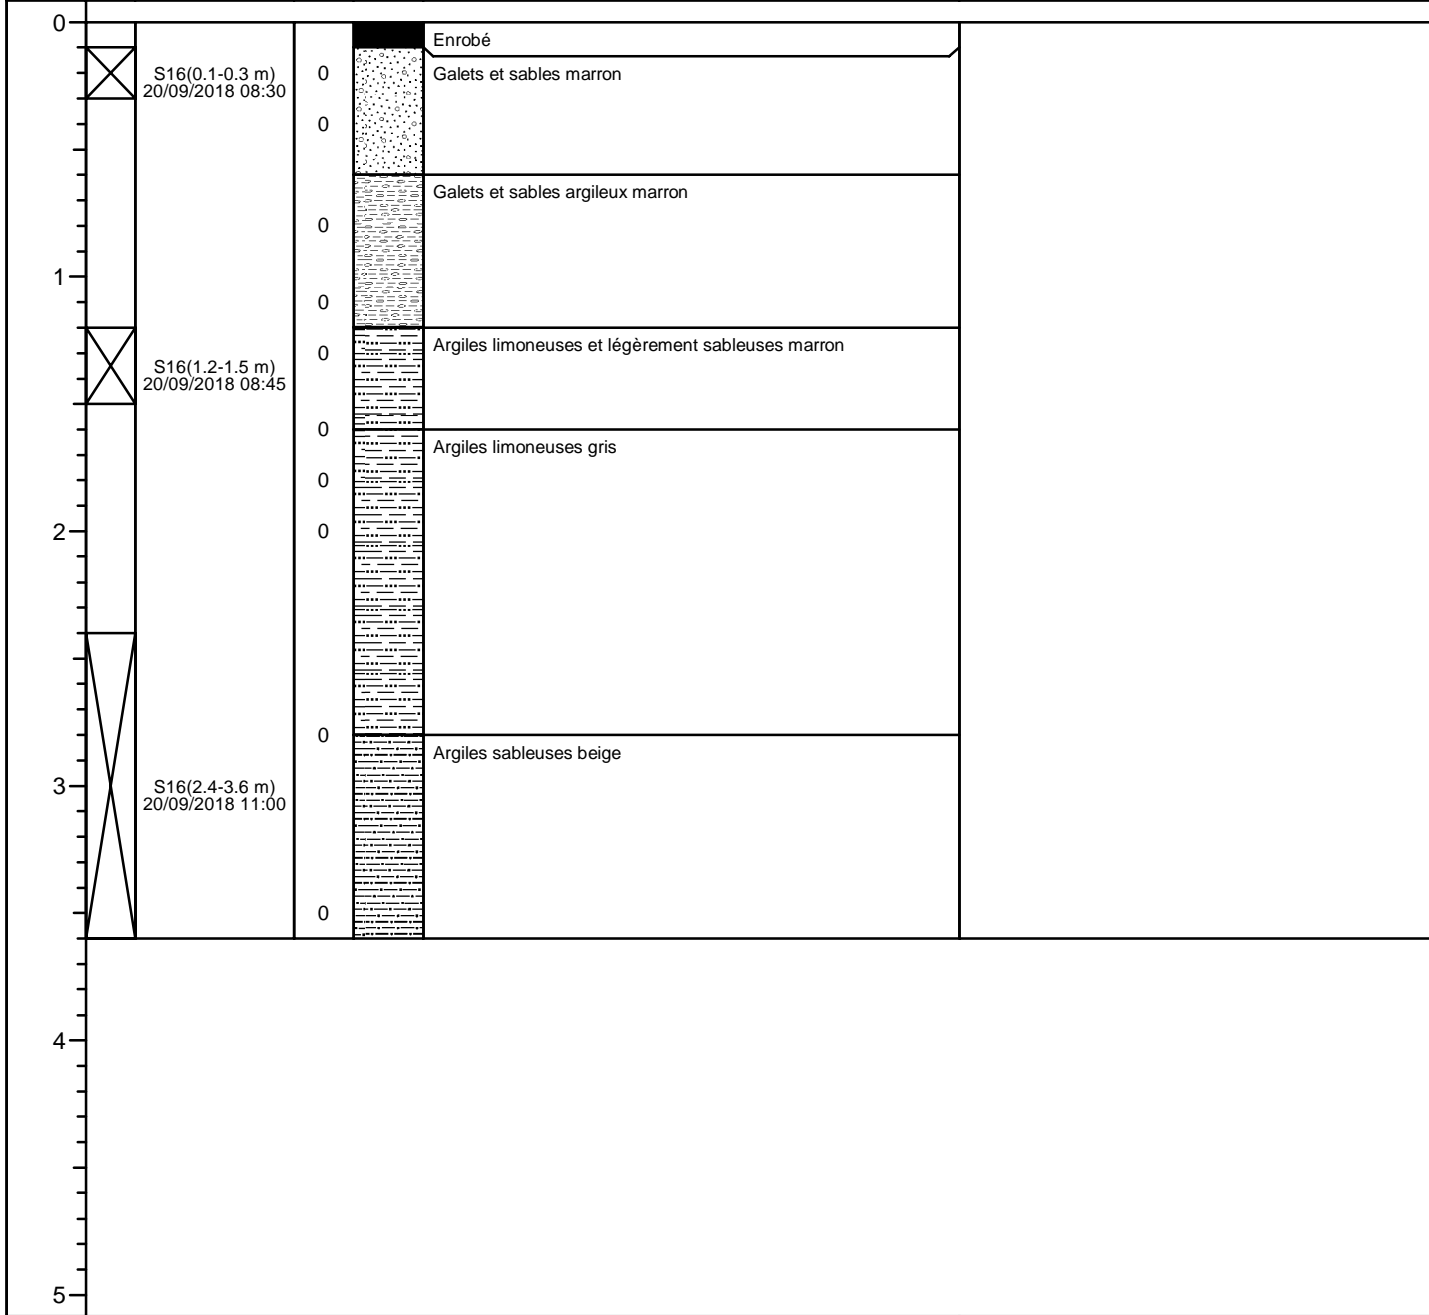 0
Enrobé
S16(0.1-0.3 m)
20/09/2018 08:30
0
Galets et sables marron
0
Galets et sables argileux marron
0
1
0
Argiles limoneuses et légèrement sableuses marron
0
S16(1.2-1.5 m)
20/09/2018 08:45
0
Argiles limoneuses gris
0
2
0
0
Argiles sableuses beige
3
S16(2.4-3.6 m)
20/09/2018 11:00
0
4
5